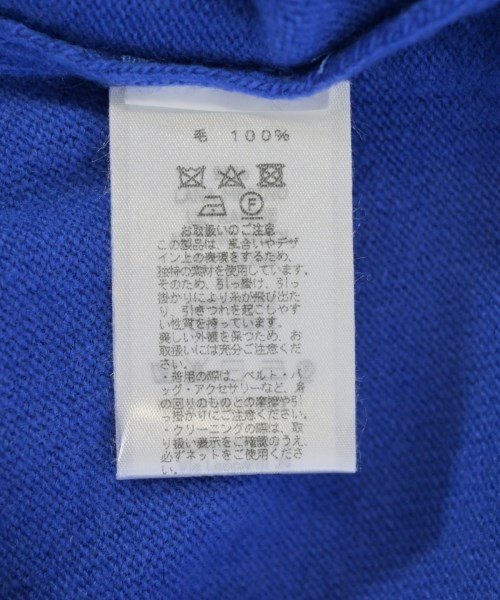 毛 100%
F
お取扱いのご注意
この製品は、風合いやデザ
イン上の表現をするため、
独特の素材を使用しています。
そのため、引っ掛け、引っ
掛かりにより糸が飛び出た
り、引きつれを起こしやす
い性質を持っています。
美しい外観を保つため、お
取扱いには充分ご注意くだ
さい。
・着用の際は、ベルト・バ
ッグ・アクセサリーなど、身
の回りのものとの摩擦や引
っ掛かりにご注意ください。
・クリーニングの際は、取
り扱い表示をご確認のうえ、
必ずネットをご使用くださ
い。